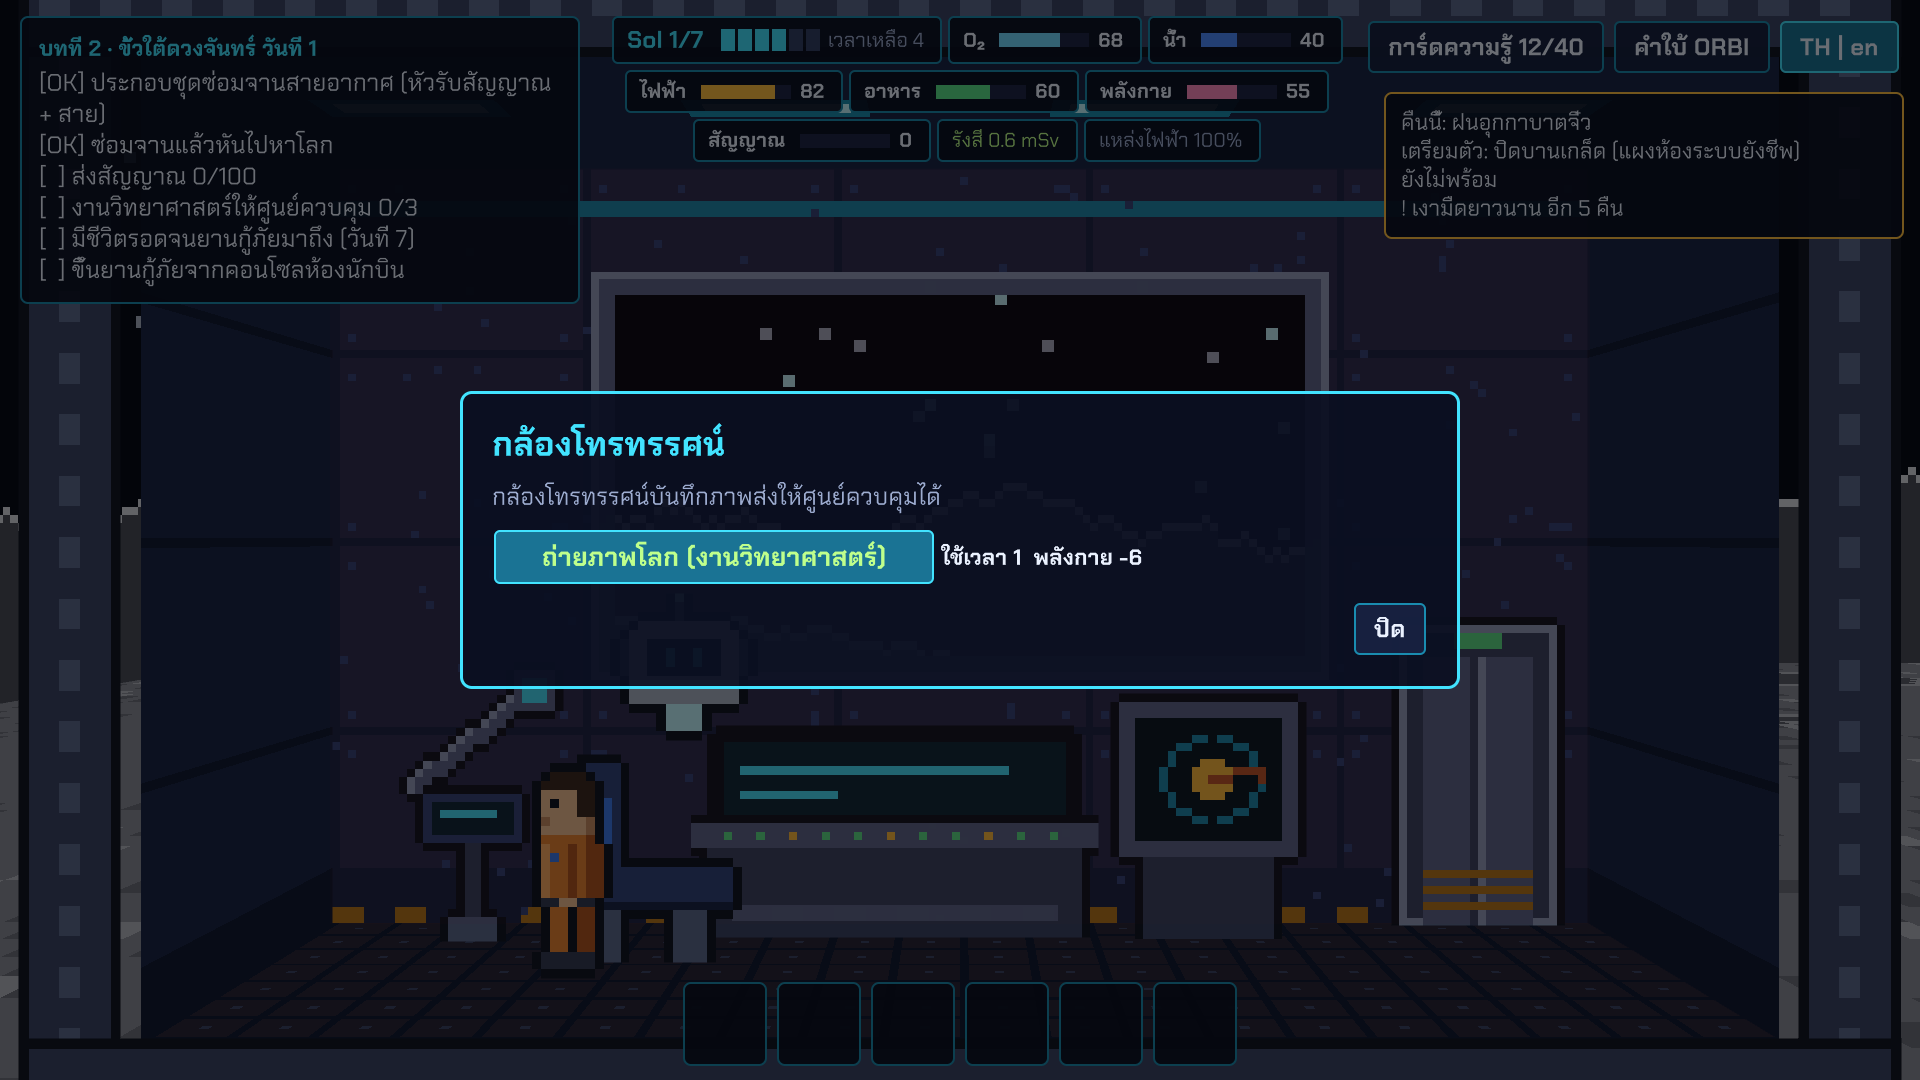 บทที่ 2 · ขั้วใต้ดวงจันทร์ วันที่ 1
[OK] ประกอบชุดซ่อมจานสายอากาศ (หัวรับสัญญาณ
+ สาย)
[OK] ซ่อมจานแล้วหันไปหาโลก
[ ] ส่งสัญญาณ 0/100
[ ] งานวิทยาศาสตร์ให้ศูนย์ควบคุม 0/3
[ ] มีชีวิตรอดจนยานกู้ภัยมาถึง (วันที่ 7)
[ ] ขึ้นยานกู้ภัยจากคอนโซลห้องนักบิน
Sol 1/7 เวลาเหลือ 4
O₂ 68
น้ำ 40
ไฟฟ้า 82
อาหาร 60
พลังกาย 55
สัญญาณ 0
รังสี 0.6 mSv
แหล่งไฟฟ้า 100%
การ์ดความรู้ 12/40
คำใบ้ ORBI
TH | en
คืนนี้: ฝนอุกกาบาตจิ๋ว
เตรียมตัว: ปิดบานเกล็ด (แผงห้องระบบยังชีพ)
ยังไม่พร้อม
! เงามืดยาวนาน อีก 5 คืน
กล้องโทรทรรศน์
กล้องโทรทรรศน์บันทึกภาพส่งให้ศูนย์ควบคุมได้
ถ่ายภาพโลก (งานวิทยาศาสตร์)
ใช้เวลา 1 พลังกาย -6
ปิด